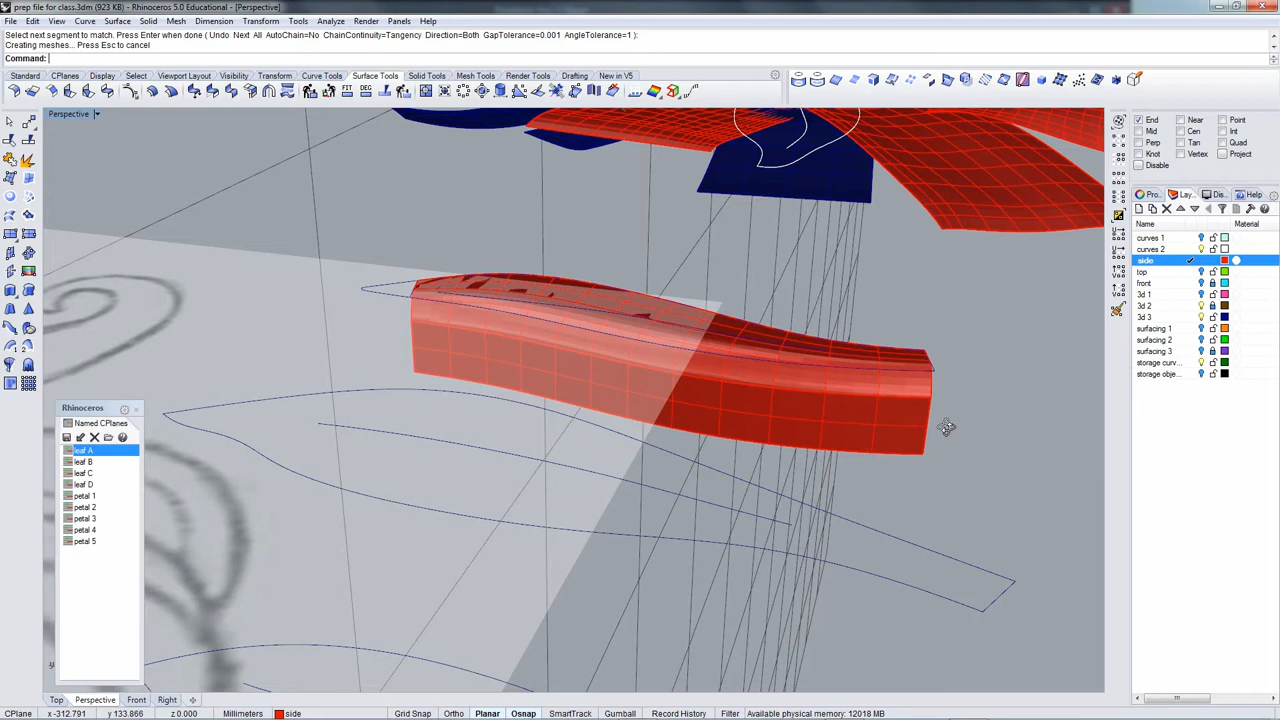 prep file for class.3dm (923 KB) - Rhinoceros 5.0 Educational - [Perspective]
File Edit View Curve Surface Solid Mesh Dimension Transform Tools Analyze Render Panels Help
Select next segment to match. Press Enter when done ( Undo Next All AutoChain=No ChainContinuity=Tangency Direction=Both GapTolerance=0.001 AngleTolerance=1 ):
Creating meshes... Press Esc to cancel
Command:
Standard CPlanes Display Select Viewport Layout Visibility Transform Curve Tools Surface Tools Solid Tools Mesh Tools Render Tools Drafting New in V5
FIT DEG
Perspective
End Near Point
Mid Cen Int
Perp Tan Quad
Knot Vertex Project
Disable
Pro... Lay... Dis... Help
Name Material
curves 1
curves 2
side
top
front
3d 1
3d 2
3d 3
surfacing 1
surfacing 2
surfacing 3
storage curv...
storage obje...
Rhinoceros
Named CPlanes
leaf A
leaf B
leaf C
leaf D
petal 1
petal 2
petal 3
petal 4
petal 5
y
Top Perspective Front Right
CPlane x -312.791 y 133.866 z 0.000 Millimeters side Grid Snap Ortho Planar Osnap SmartTrack Gumball Record History Filter Available physical memory: 12018 MB